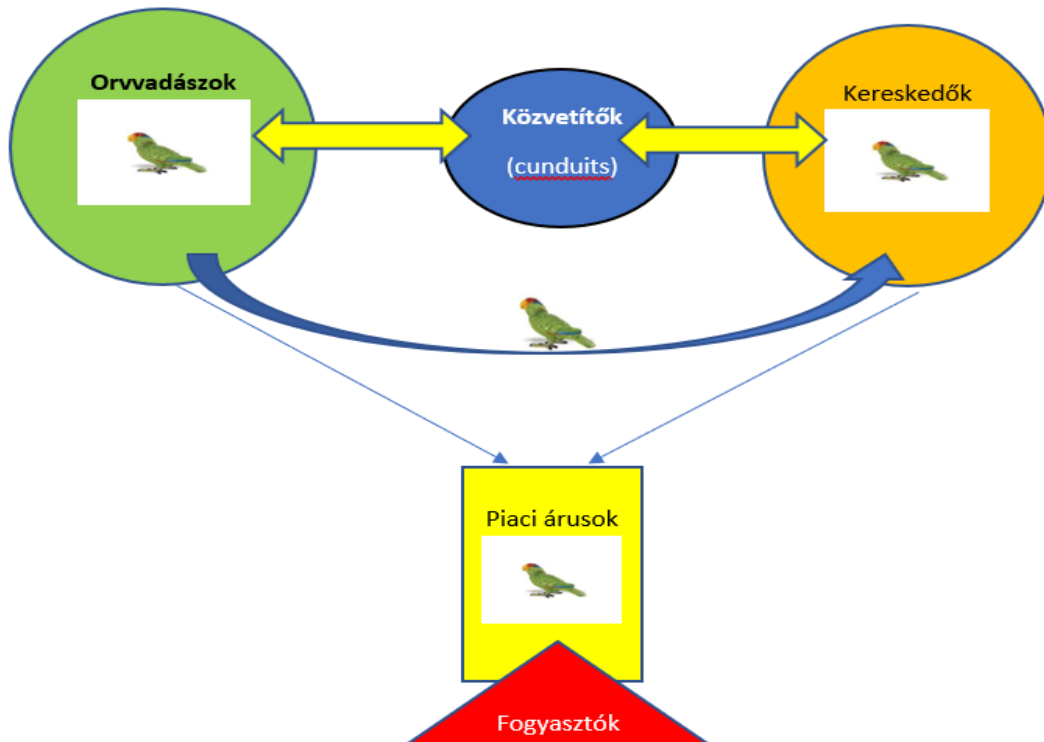 Orvvadászok
Közvetítők
(cunduits)
Kereskedők
Piaci árusok
Fogyasztók